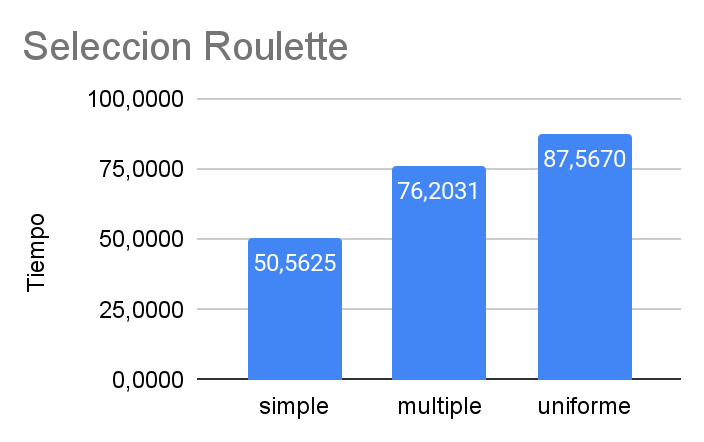 Seleccion Roulette
100,0000
75,0000
50,0000
25,0000
0,0000
Tiempo
50,5625
76,2031
87,5670
simple
multiple
uniforme